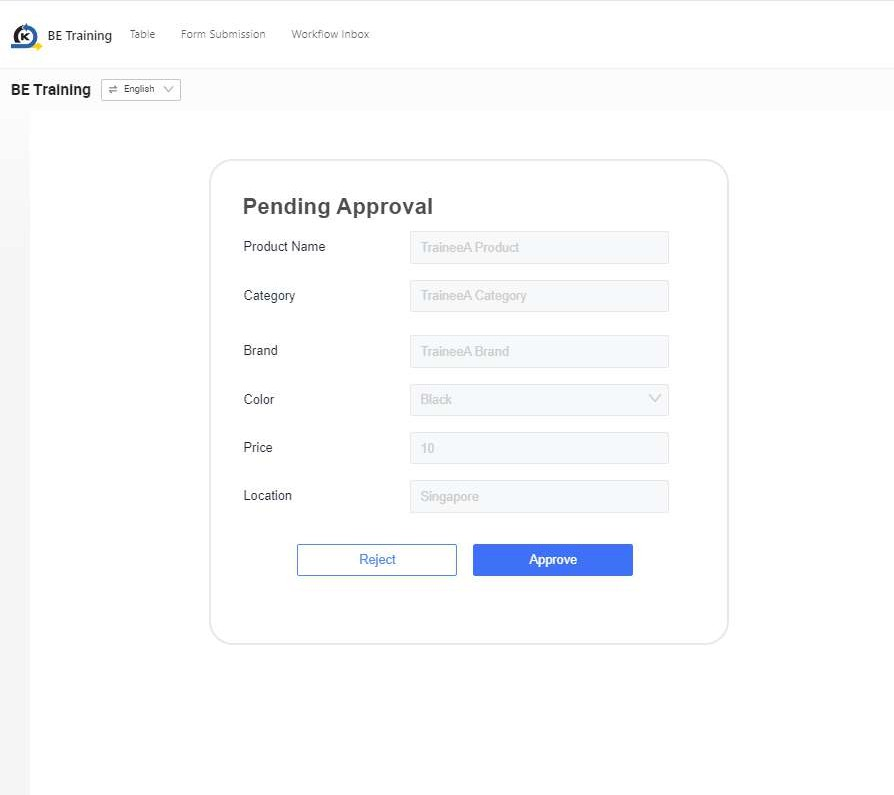 BE Training Table Form Submission Workflow Inbox
BE Training English
Pending Approval
Product Name TraineeA Product
Category TraineeA Category
Brand TraineeA Brand
Color Black
Price 10
Location Singapore
Reject Approve